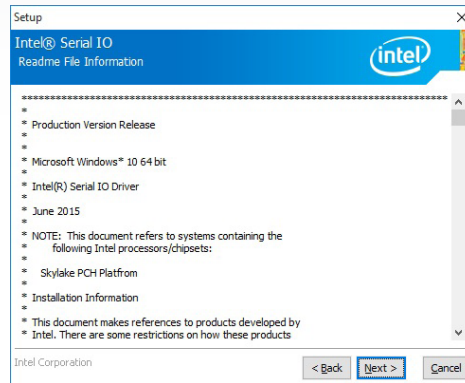 Setup
Intel® Serial IO
Readme File Information
intel
********************************************************************************
*
* Production Version Release
*
*
* Microsoft Windows* 10 64 bit
*
* Intel(R) Serial IO Driver
*
* June 2015
*
* NOTE: This document refers to systems containing the
* following Intel processors/chipsets:
*
* Skylake PCH Platfrom
*
* Installation Information
*
* This document makes references to products developed by
* Intel. There are some restrictions on how these products
Intel Corporation
< Back
Next >
Cancel